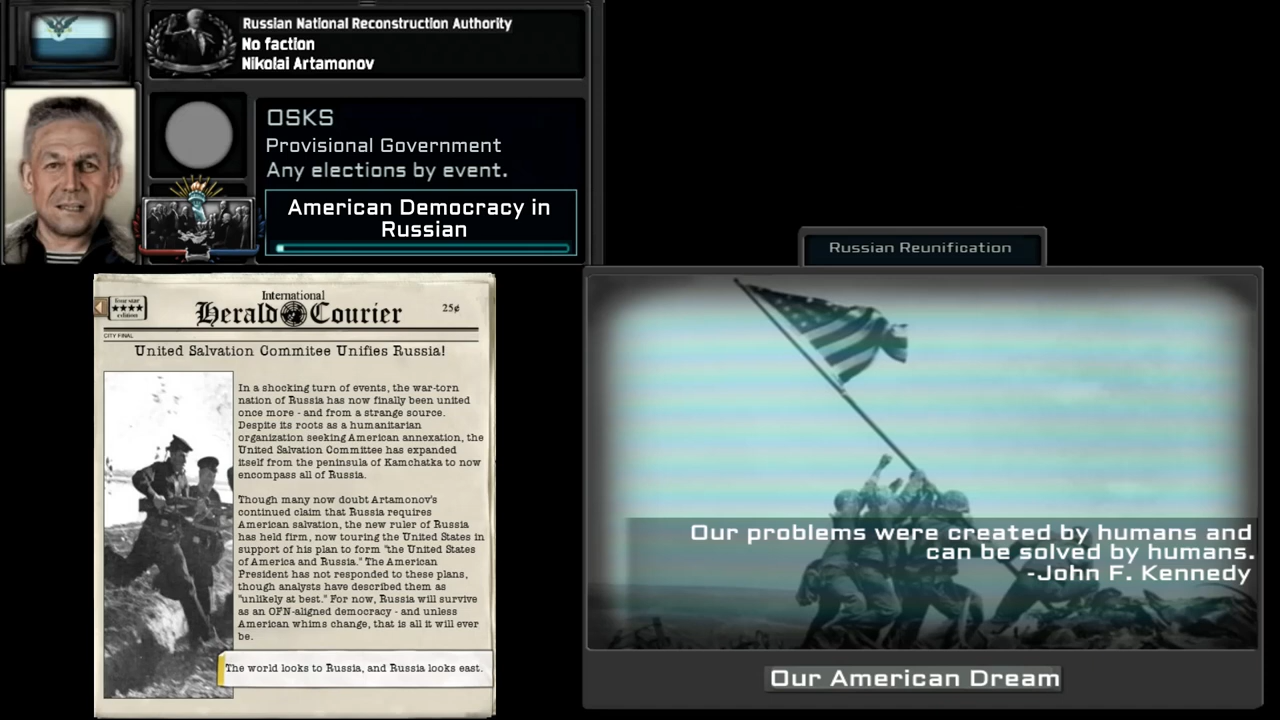 Russian National Reconstruction Authority
No faction
Nikolai Artamonov
OSKS
Provisional Government
Any elections by event.
American Democracy in
Russian
four star
edition
International
Herald Courier
25¢
CITY FINAL
United Salvation Commitee Unifies Russia!
In a shocking turn of events, the war-torn
nation of Russia has now finally been united
once more - and from a strange source.
Despite its roots as a humanitarian
organization seeking American annexation, the
United Salvation Committee has expanded
itself from the peninsula of Kamchatka to now
encompass all of Russia.
Though many now doubt Artamonov's
continued claim that Russia requires
American salvation, the new ruler of Russia
has held firm, now touring the United States in
support of his plan to form "the United States
of America and Russia." The American
President has not responded to these plans,
though analysts have described them as
"unlikely at best." For now, Russia will survive
as an OFN-aligned democracy - and unless
American whims change, that is all it will ever
be.
The world looks to Russia, and Russia looks east.
Russian Reunification
Our problems were created by humans and
can be solved by humans.
-John F. Kennedy
Our American Dream